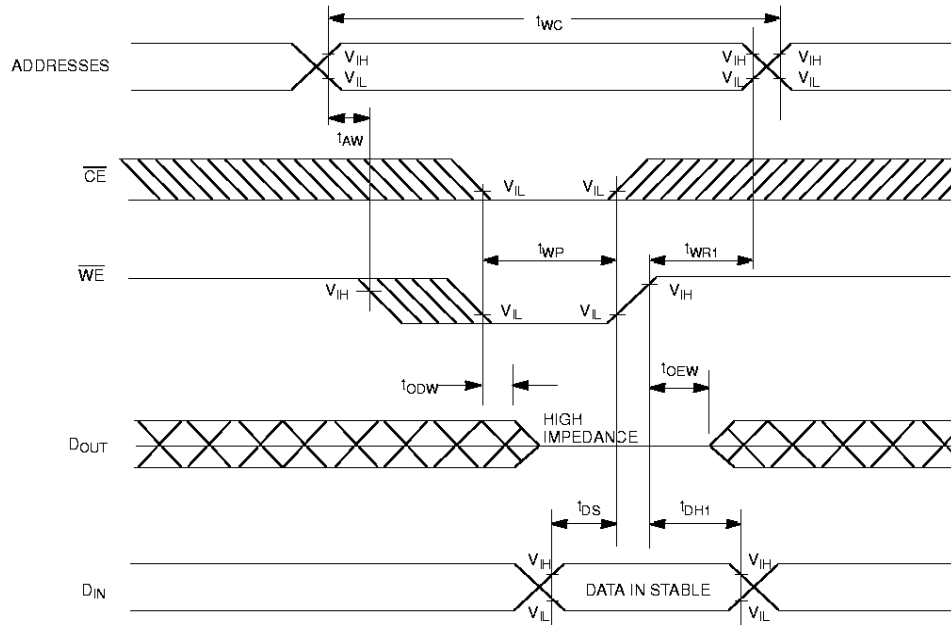 tWC
ADDRESSES
VIH
VIL
VIH
VIL
VIH
VIL
tAW
CE
VIL
VIL
tWP
tWR1
WE
VIH
VIL
VIL
VIH
tODW
tOEW
DOUT
HIGH
IMPEDANCE
tDS
tDH1
DIN
VIH
VIL
DATA IN STABLE
VIH
VIL